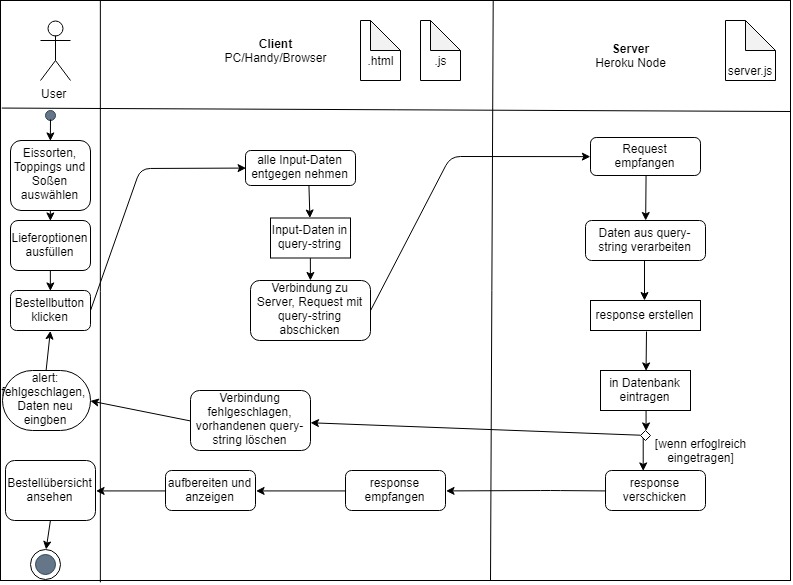 User
Client
PC/Handy/Browser
.html
.js
Server
Heroku Node
server.js
Eissorten,
Toppings und
Soßen
auswählen
Lieferoptionen
ausfüllen
Bestellbutton
klicken
alert:
fehlgeschlagen,
Daten neu
eingben
Bestellübersicht
ansehen
alle Input-Daten
entgegen nehmen
Input-Daten in
query-string
Verbindung zu
Server, Request mit
query-string
abschicken
Verbindung
fehlgeschlagen,
vorhandenen query-
string löschen
aufbereiten und
anzeigen
response
empfangen
Request
empfangen
Daten aus query-
string verarbeiten
response erstellen
in Datenbank
eintragen
[wenn erfoglreich
eingetragen]
response
verschicken